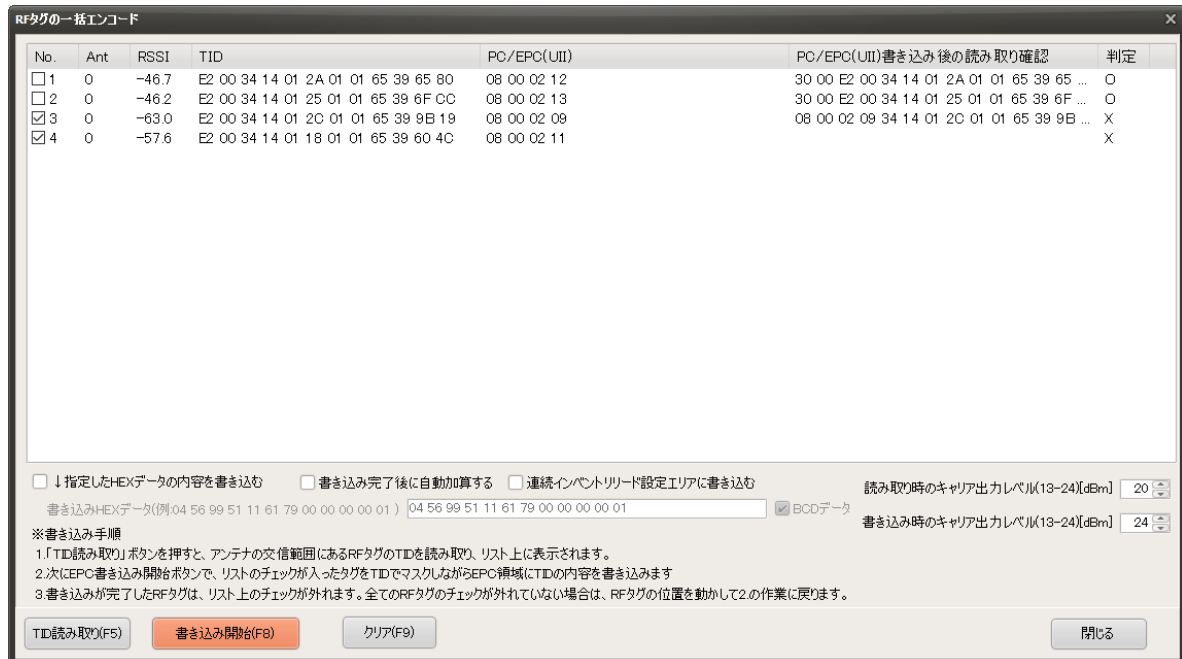 RFタグの一括エンコード
No. Ant RSSI TID PC/EPC(UII) PC/EPC(UII)書き込み後の読み取り確認 判定
1 0 -46.7 E2 00 34 14 01 2A 01 01 65 39 65 80 08 00 02 12 30 00 E2 00 34 14 01 2A 01 01 65 39 65 ... O
2 0 -46.2 E2 00 34 14 01 25 01 01 65 39 6F CC 08 00 02 13 30 00 E2 00 34 14 01 25 01 01 65 39 6F ... O
3 0 -63.0 E2 00 34 14 01 2C 01 01 65 39 9B 19 08 00 02 09 08 00 02 09 34 14 01 2C 01 01 65 39 9B ... X
4 0 -57.6 E2 00 34 14 01 18 01 01 65 39 60 4C 08 00 02 11 X
↓指定したHEXデータの内容を書き込む 書き込み完了後に自動加算する 連続インベントリリード設定エリアに書き込む
読み取り時のキャリア出力レベル(13-24)[dBm] 20
書き込みHEXデータ(例:04 56 99 51 11 61 79 00 00 00 00 01 ) 04 56 99 51 11 61 79 00 00 00 00 01 BCDデータ
書き込み時のキャリア出力レベル(13-24)[dBm] 24
※書き込み手順
1.「TID読み取り」ボタンを押すと、アンテナの交信範囲にあるRFタグのTIDを読み取り、リスト上に表示されます。
2.次にEPC書き込み開始ボタンで、リストのチェックが入ったタグをTIDでマスクしながらEPC領域にTIDの内容を書き込みます
3.書き込みが完了したRFタグは、リスト上のチェックが外れます。全てのRFタグのチェックが外れていない場合は、RFタグの位置を動かして2.の作業に戻ります。
TID読み取り(F5) 書き込み開始(F8) クリア(F9) 閉じる